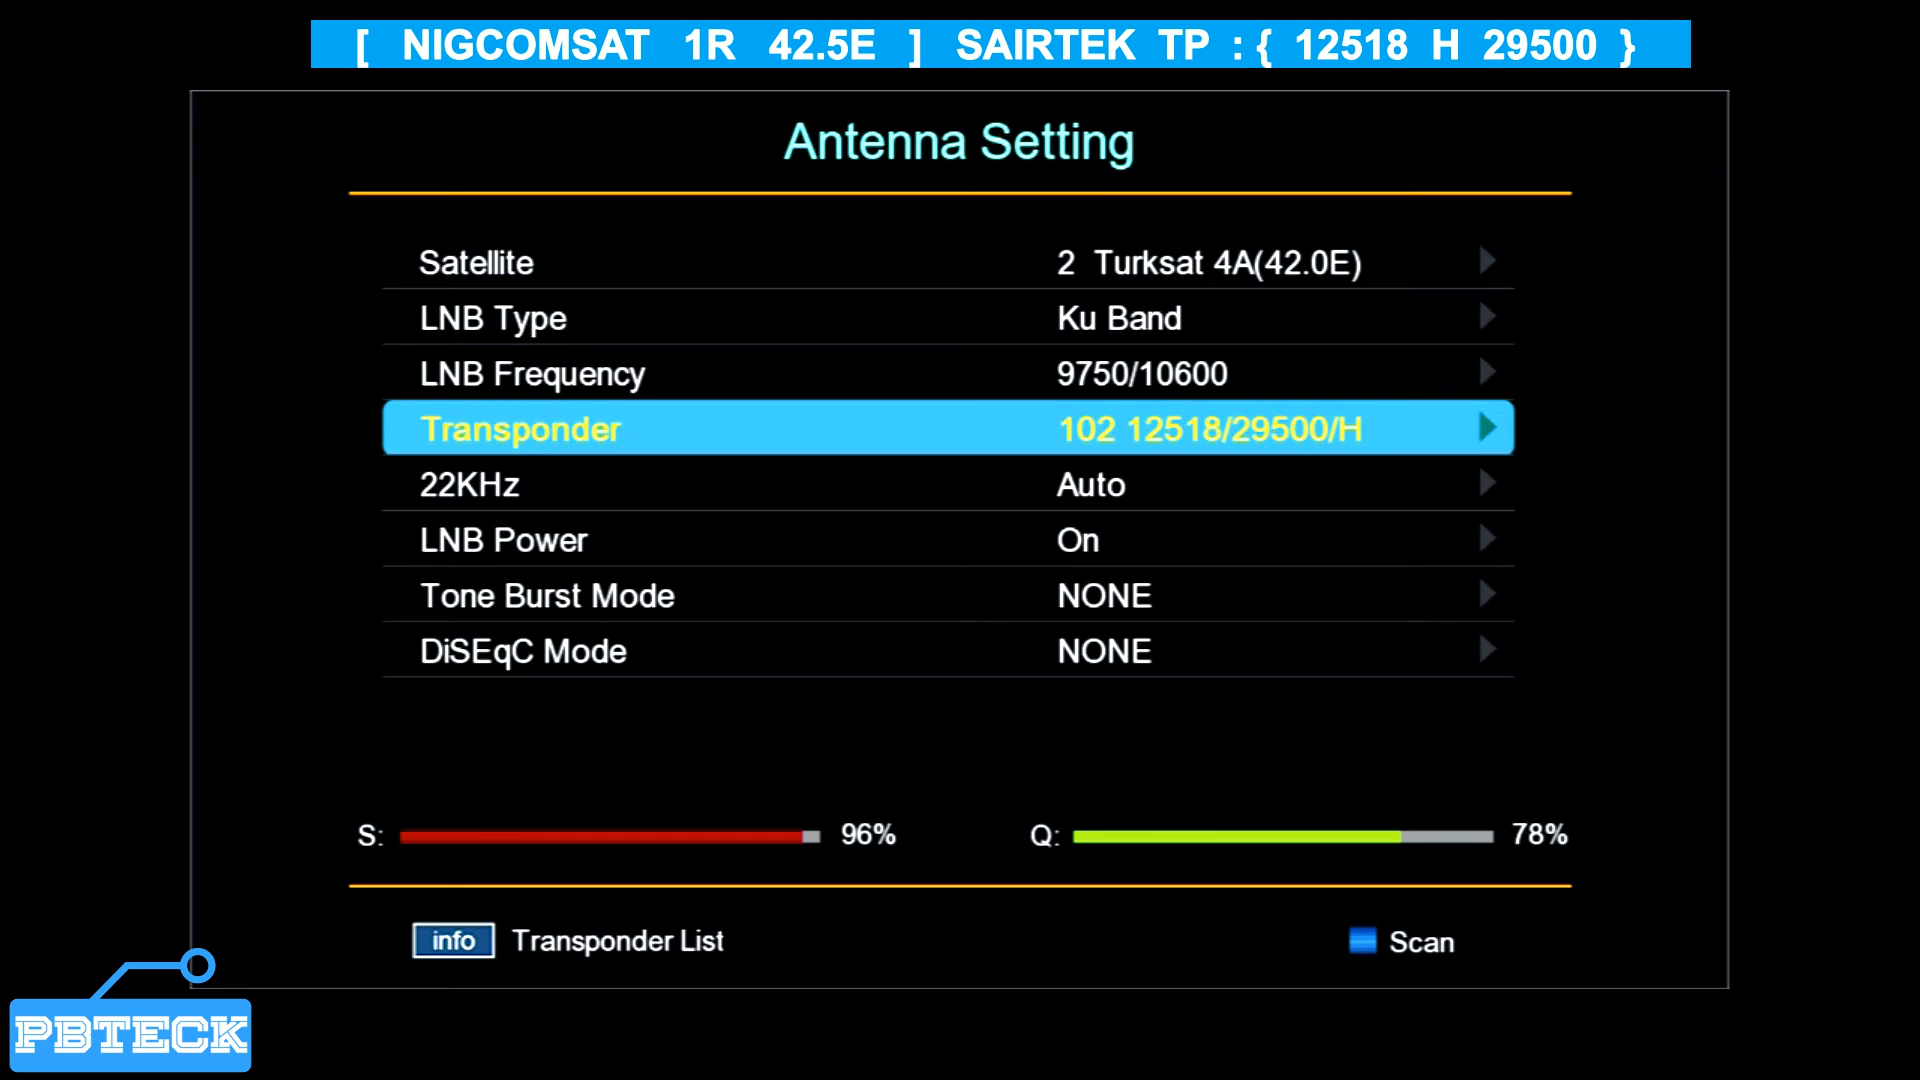 [ NIGCOMSAT 1R 42.5E ] SAIRTEK TP : { 12518 H 29500 }
Antenna Setting
Satellite 2 Turksat 4A(42.0E)
LNB Type Ku Band
LNB Frequency 9750/10600
Transponder 102 12518/29500/H
22KHz Auto
LNB Power On
Tone Burst Mode NONE
DiSEqC Mode NONE
S: 96% Q: 78%
info Transponder List Scan
PBTECK